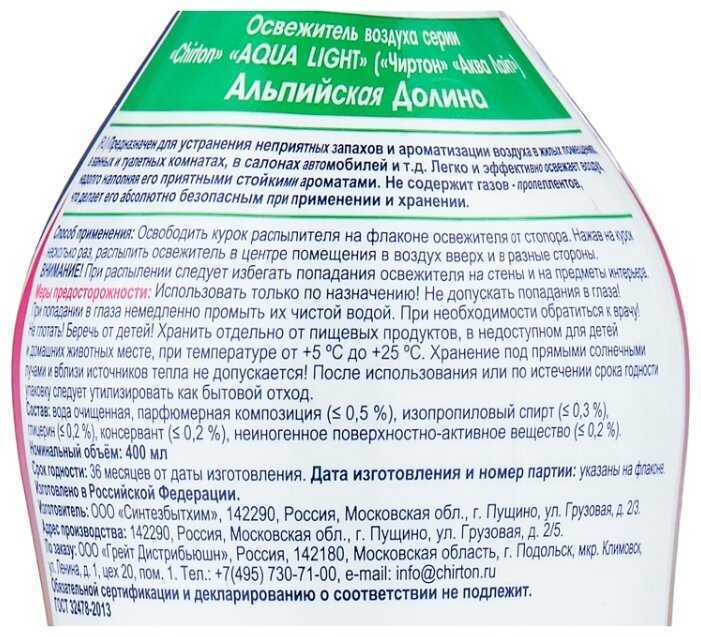 Освежитель воздуха серии
«Chirton» «AQUA LIGHT» («Чиртон» «Аква Лайт»)
Альпийская Долина
RU Предназначен для устранения неприятных запахов и ароматизации воздуха в жилых помещениях,
в ванных и туалетных комнатах, в салонах автомобилей и т.д. Легко и эффективно освежает воздух,
надолго наполняя его приятными стойкими ароматами. Не содержит газов - пропеллентов,
что делает его абсолютно безопасным при применении и хранении.
Способ применения: Освободить курок распылителя на флаконе освежителя от стопора. Нажав на курок
несколько раз, распылить освежитель в центре помещения в воздух вверх и в разные стороны.
ВНИМАНИЕ! При распылении следует избегать попадания освежителя на стены и на предметы интерьера.
Меры предосторожности: Использовать только по назначению! Не допускать попадания в глаза!
При попадании в глаза немедленно промыть их чистой водой. При необходимости обратиться к врачу!
Не глотать! Беречь от детей! Хранить отдельно от пищевых продуктов, в недоступном для детей
и домашних животных месте, при температуре от +5 °C до +25 °C. Хранение под прямыми солнечными
лучами и вблизи источников тепла не допускается! После использования или по истечении срока годности
упаковку следует утилизировать как бытовой отход.
Состав: вода очищенная, парфюмерная композиция (≤ 0,5 %), изопропиловый спирт (≤ 0,3%),
глицерин (≤ 0,2%), консервант (≤ 0,2 %), неионогенное поверхностно-активное вещество (≤ 0,2%).
Номинальный объём: 400 мл
Срок годности: 36 месяцев от даты изготовления. Дата изготовления и номер партии: указаны на флаконе.
Изготовлено в Российской Федерации.
Изготовитель: ООО «Синтезбытхим», 142290, Россия, Московская обл., г. Пущино, ул. Грузовая, д. 2/3.
Адрес производства: 142290, Россия, Московская обл., г. Пущино, ул. Грузовая, д. 2/5.
По заказу: ООО «Грейт Дистрибьюшн», Россия, 142180, Московская область, г. Подольск, мкр. Климовск,
ул. Ленина, д. 1, цех 20, пом. 1. Тел.: +7(495) 730-71-00, e-mail: info@chirton.ru
Обязательной сертификации и декларированию о соответствии не подлежит.
ГОСТ 32478-2013